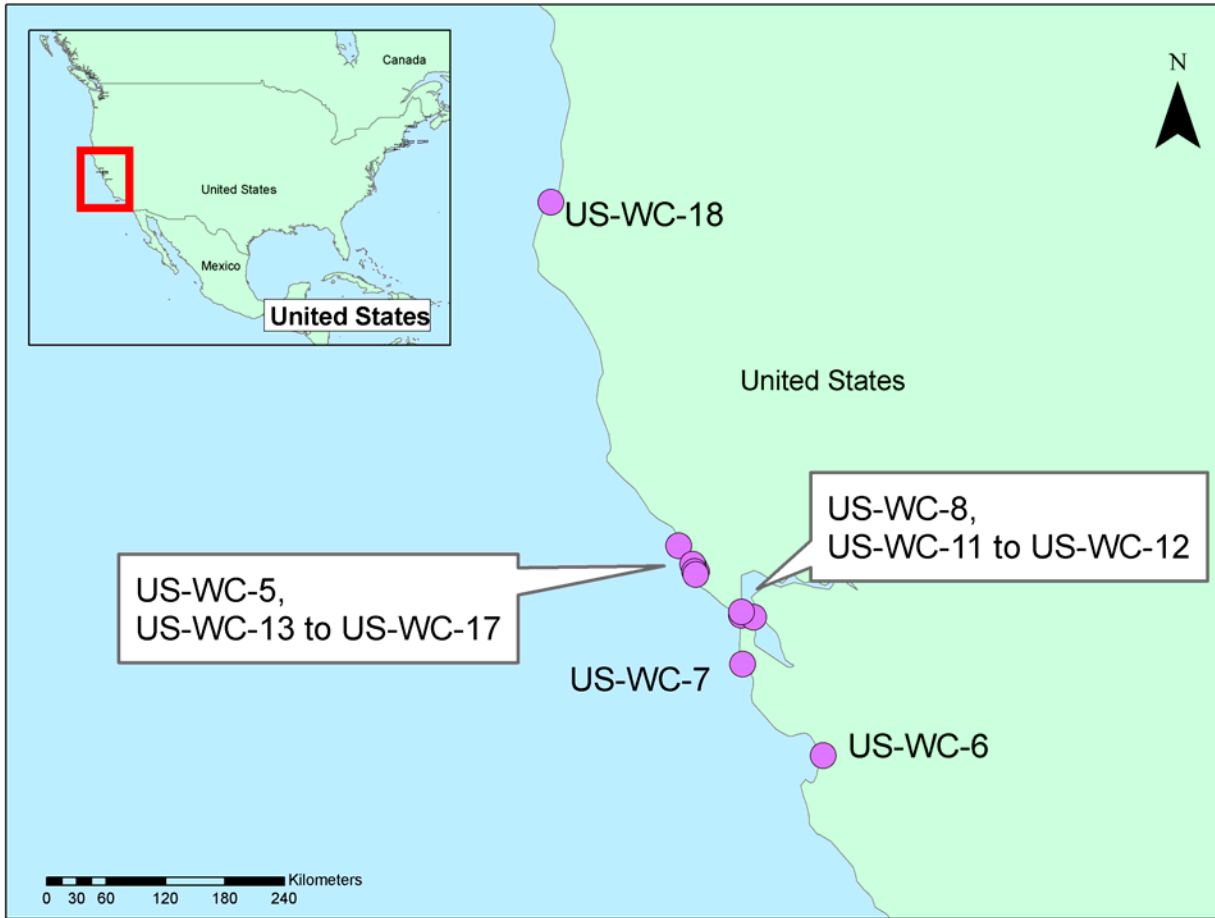 Canada
United States
Mexico
United States
N
US-WC-18
United States
US-WC-8,
US-WC-11 to US-WC-12
US-WC-5,
US-WC-13 to US-WC-17
US-WC-7
US-WC-6
Kilometers
0 30 60 120 180 240